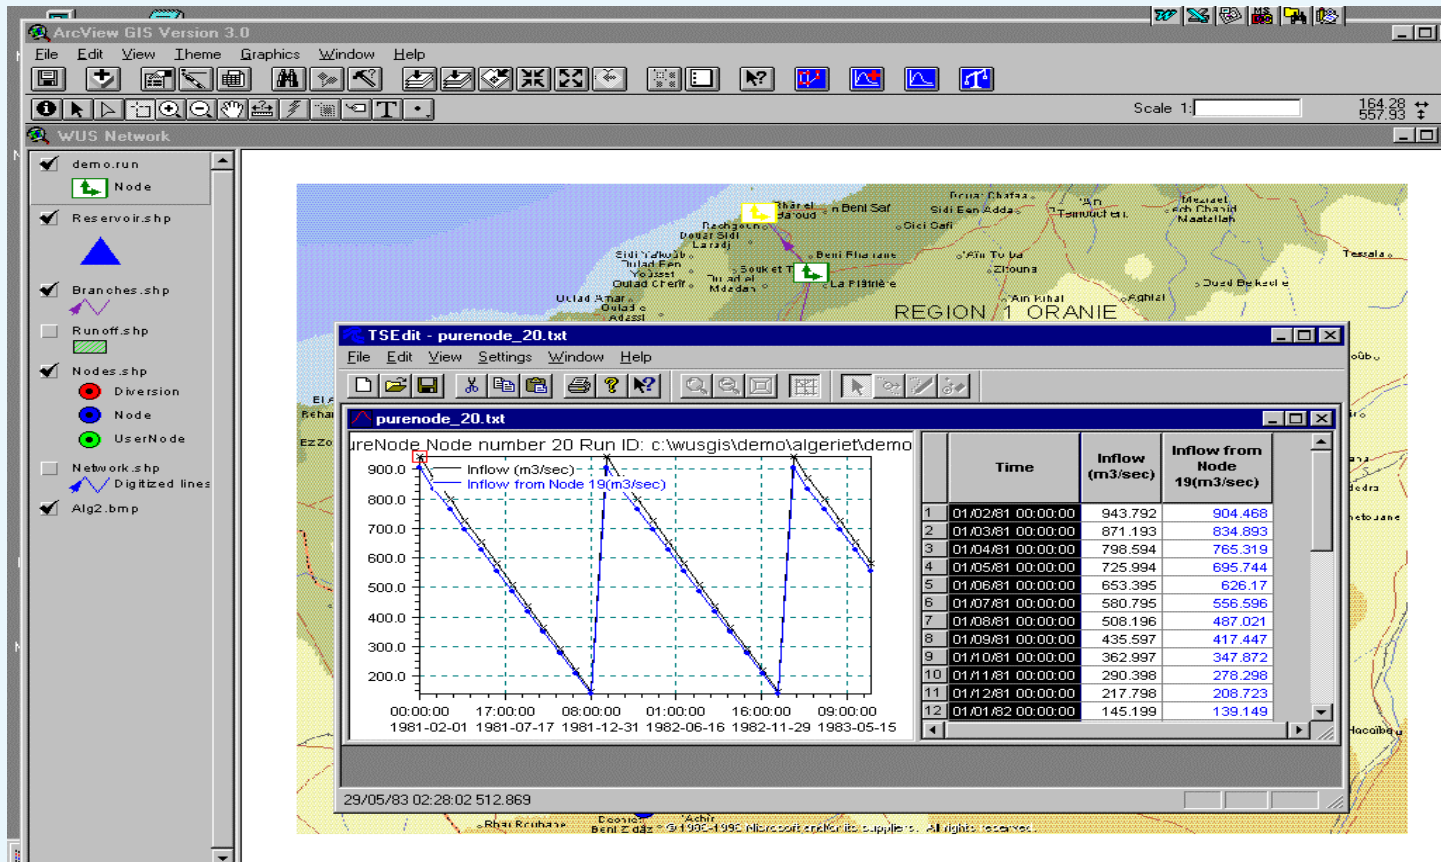 ArcView GIS Version 3.0
File Edit View Theme Graphics Window Help
Scale 1:
164.28
557.93
WUS Network
demo.run
Node
Reservoir.shp
Branches.shp
Runoff.shp
Nodes.shp
Diversion
Node
UserNode
Network.shp
Digitized lines
Alg2.bmp
Beni Saf
Sidi Ben Adda
Rachgoun
Douar Sidi
Laradj
Beni Rhanane
Zitouna
La Plâtrière
Aghlal
Tessala
REGION 1 ORANIE
TSEdit - purenode_20.txt
File Edit View Settings Window Help
purenode_20.txt
ureNode Node number 20 Run ID: c:\wusgis\demo\algeriet\demo
Inflow (m3/sec)
Inflow from Node 19(m3/sec)
900.0
800.0
700.0
600.0
500.0
400.0
300.0
200.0
00:00:00 17:00:00 08:00:00 01:00:00 16:00:00 09:00:00
1981-02-01 1981-07-17 1981-12-31 1982-06-16 1982-11-29 1983-05-15
Time Inflow (m3/sec) Inflow from Node 19(m3/sec)
1 01/02/81 00:00:00 943.792 904.468
2 01/03/81 00:00:00 871.193 834.893
3 01/04/81 00:00:00 798.594 765.319
4 01/05/81 00:00:00 725.994 695.744
5 01/06/81 00:00:00 653.395 626.17
6 01/07/81 00:00:00 580.795 556.596
7 01/08/81 00:00:00 508.196 487.021
8 01/09/81 00:00:00 435.597 417.447
9 01/10/81 00:00:00 362.997 347.872
10 01/11/81 00:00:00 290.398 278.298
11 01/12/81 00:00:00 217.798 208.723
12 01/01/82 00:00:00 145.199 139.149
29/05/83 02:28:02 512.869
Microsoft and/or its suppliers. All rights reserved.